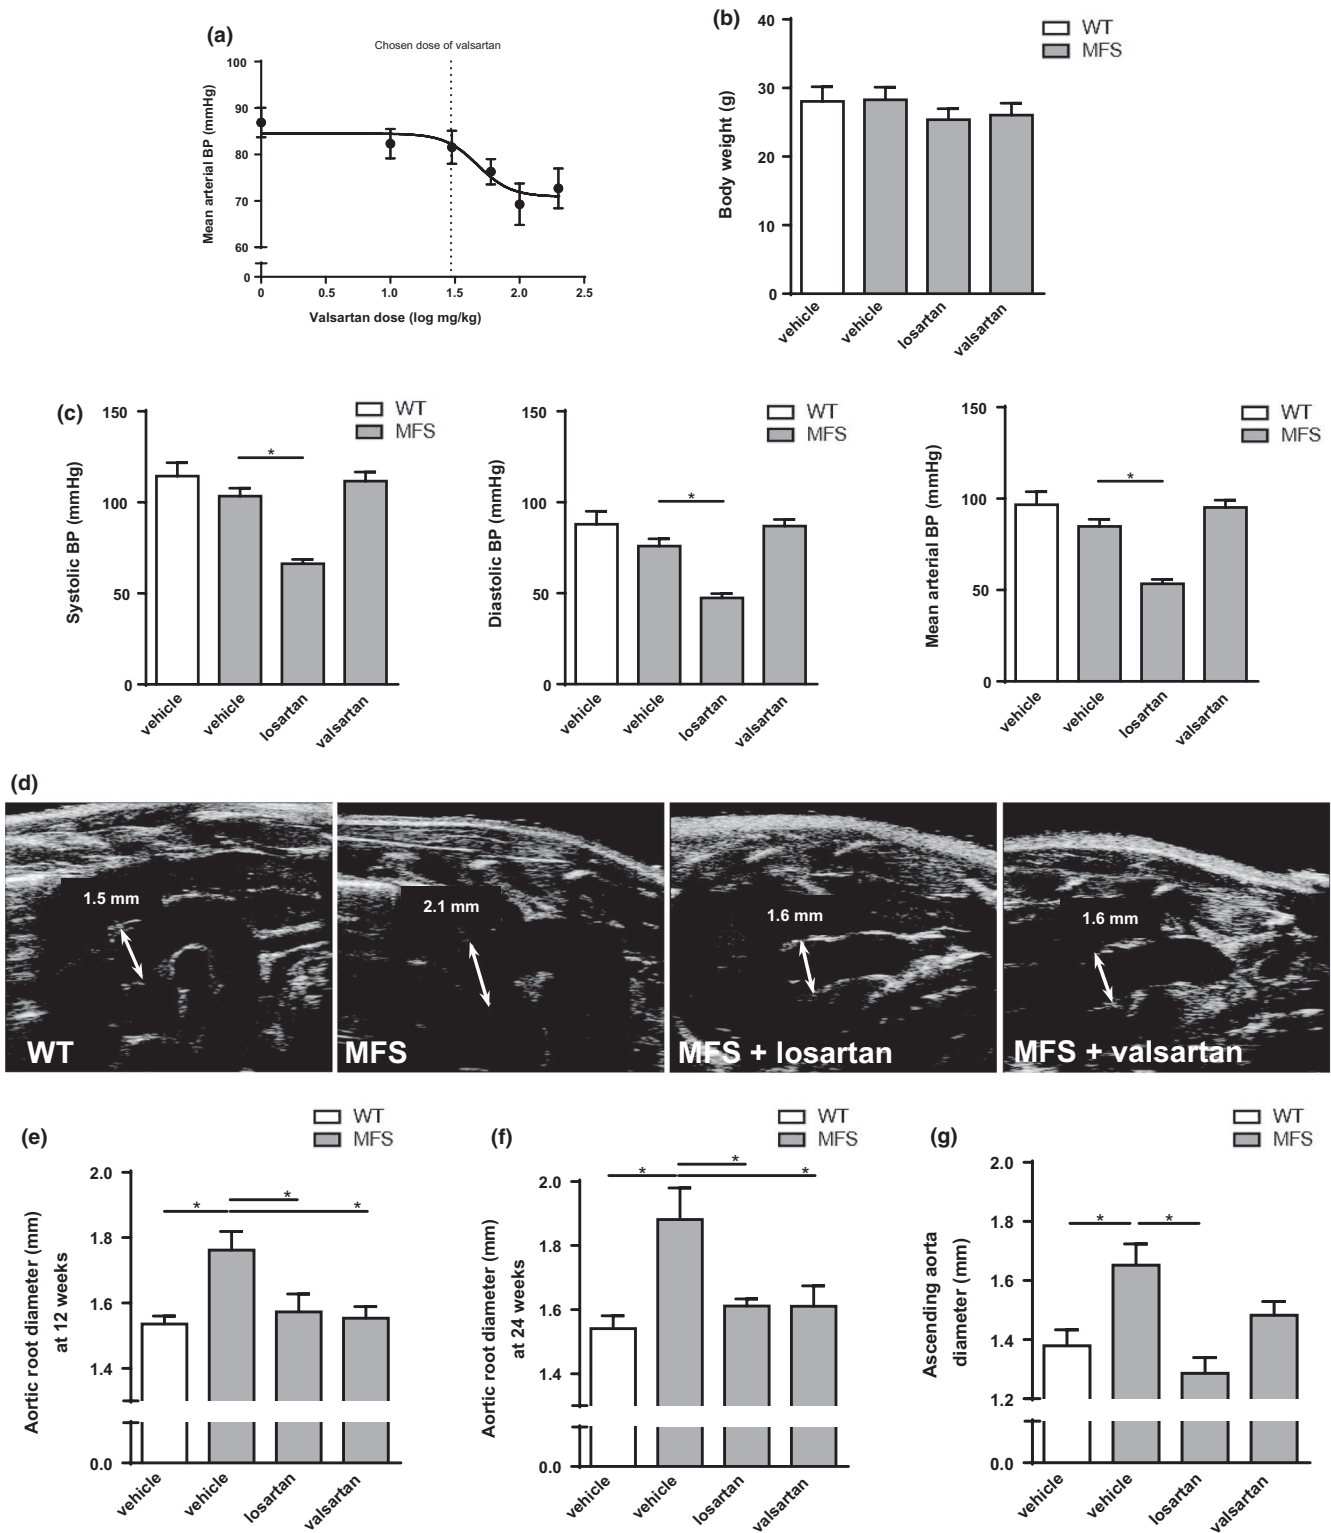 (a)
Chosen dose of valsartan
Mean arterial BP (mmHg)
100
90
80
70
60
0
0 0.5 1.0 1.5 2.0 2.5
Valsartan dose (log mg/kg)
(b)
WT
MFS
Body weight (g)
40
30
20
10
0
vehicle vehicle losartan valsartan
(c)
WT
MFS
Systolic BP (mmHg)
150
100
50
0
*
vehicle vehicle losartan valsartan
WT
MFS
Diastolic BP (mmHg)
150
100
50
0
*
vehicle vehicle losartan valsartan
WT
MFS
Mean arterial BP (mmHg)
150
100
50
0
*
vehicle vehicle losartan valsartan
(d)
1.5 mm
WT
2.1 mm
MFS
1.6 mm
MFS + losartan
1.6 mm
MFS + valsartan
(e)
WT
MFS
Aortic root diameter (mm)
at 12 weeks
2.0
1.8
1.6
1.4
0.0
* * *
vehicle vehicle losartan valsartan
(f)
WT
MFS
Aortic root diameter (mm)
at 24 weeks
2.0
1.8
1.6
1.4
0.0
* * *
vehicle vehicle losartan valsartan
(g)
WT
MFS
Ascending aorta
diameter (mm)
2.0
1.8
1.6
1.4
1.2
0.0
* *
vehicle vehicle losartan valsartan